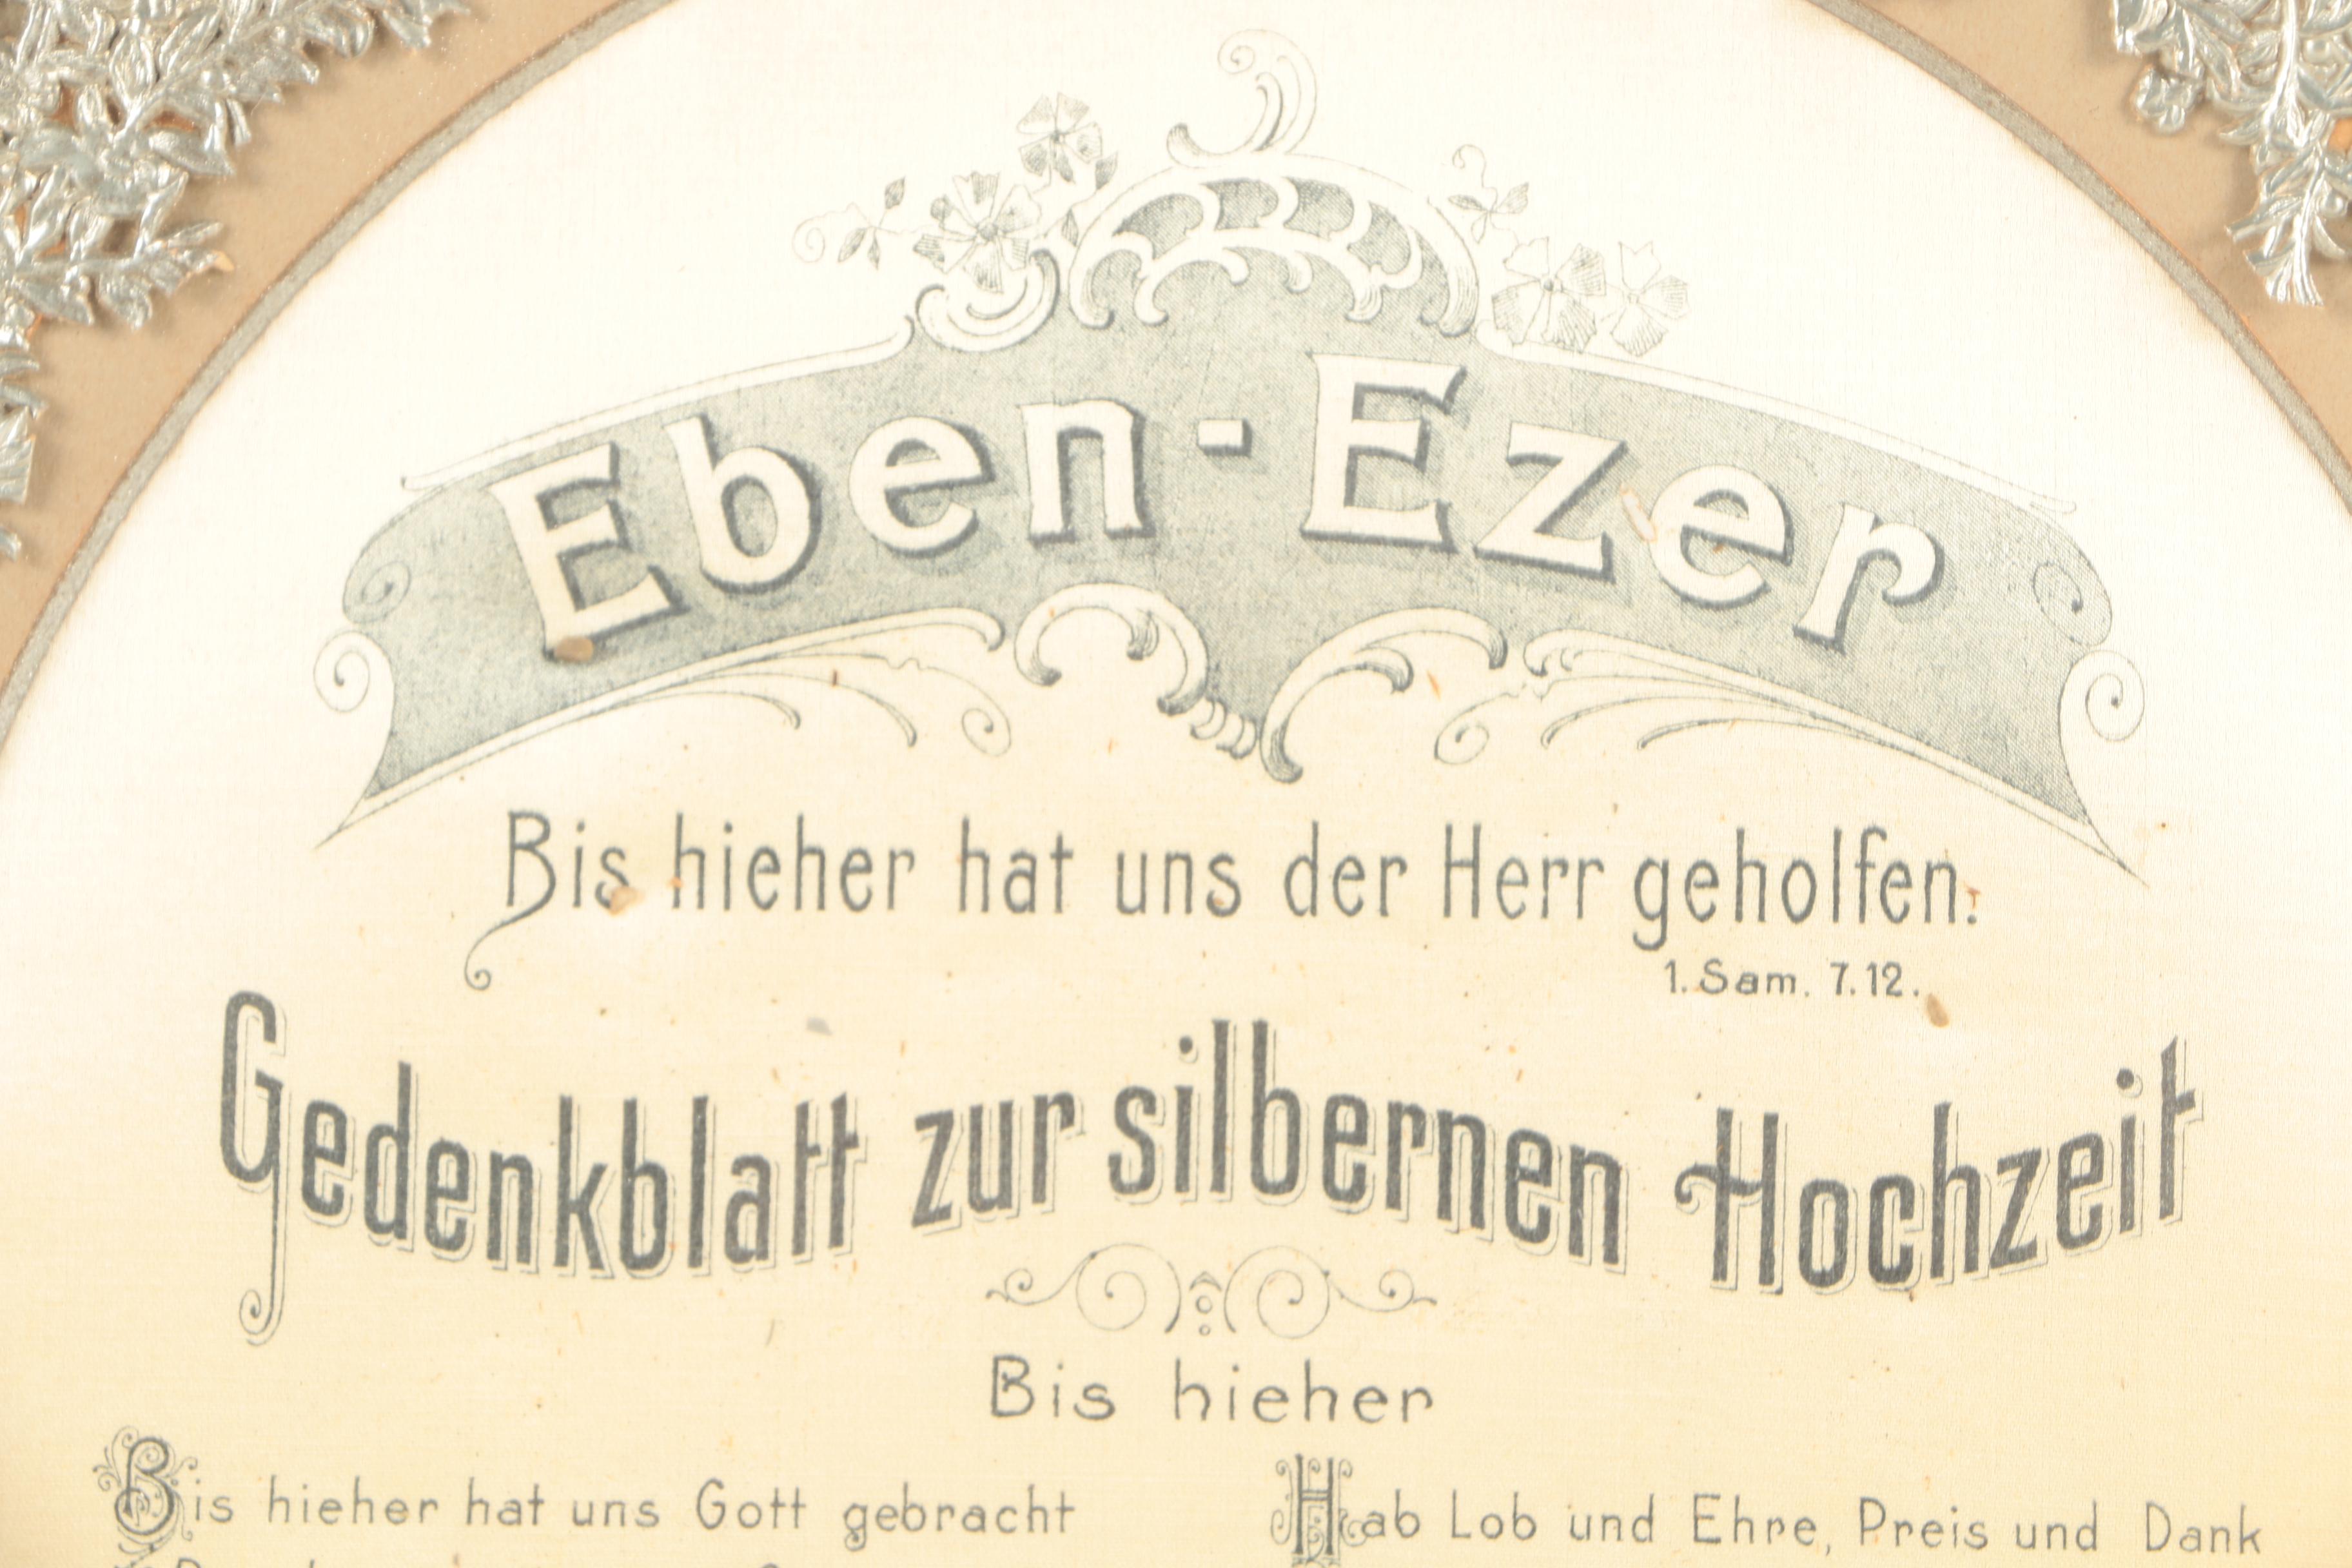 Eben-Ezer
Bis hieher hat uns der Herr geholfen.
1. Sam. 7. 12.
Gedenkblatt zur silbernen Hochzeit
Bis hieher
Bis hieher hat uns Gott gebracht
Hab Lob und Ehre, Preis und Dank